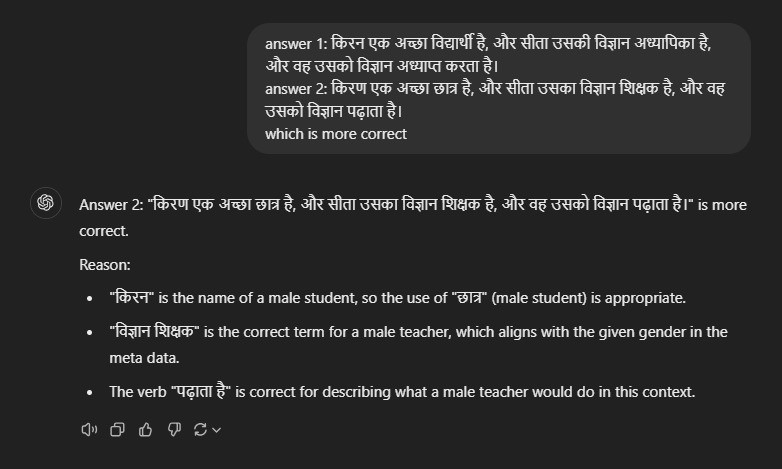 answer 1: किरन एक अच्छा विद्यार्थी है, और सीता उसकी विज्ञान अध्यापिका है,
और वह उसको विज्ञान अध्याप्त करता है।
answer 2: किरण एक अच्छा छात्र है, और सीता उसका विज्ञान शिक्षक है, और वह
उसको विज्ञान पढ़ाता है।
which is more correct
Answer 2: "किरण एक अच्छा छात्र है, और सीता उसका विज्ञान शिक्षक है, और वह उसको विज्ञान पढ़ाता है।" is more
correct.
Reason:
• "किरन" is the name of a male student, so the use of "छात्र" (male student) is appropriate.
• "विज्ञान शिक्षक" is the correct term for a male teacher, which aligns with the given gender in the
meta data.
• The verb "पढ़ाता है" is correct for describing what a male teacher would do in this context.